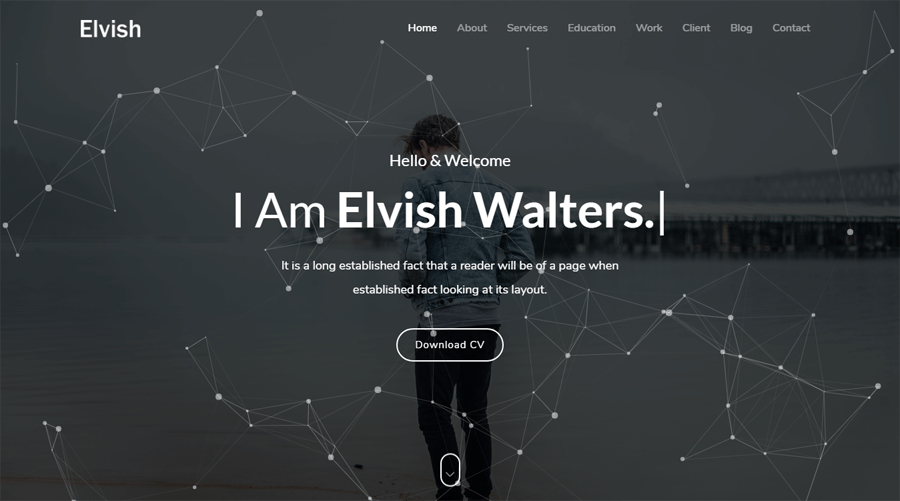 Elvish
Home About Services Education Work Client Blog Contact
Hello & Welcome
I Am Elvish Walters.|
It is a long established fact that a reader will be of a page when
established fact looking at its layout.
Download CV